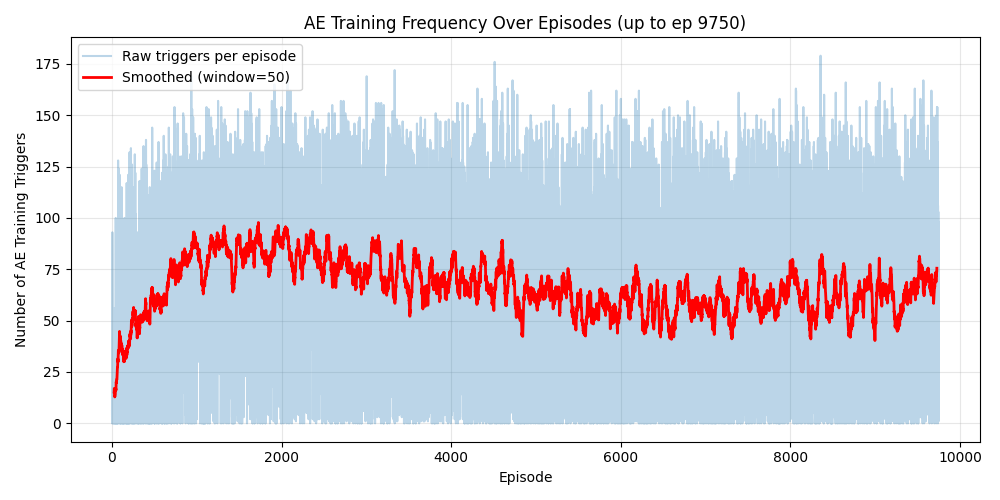 AE Training Frequency Over Episodes (up to ep 9750)
Raw triggers per episode
Smoothed (window=50)
Number of AE Training Triggers
175
150
125
100
75
50
25
0
0 2000 4000 6000 8000 10000
Episode